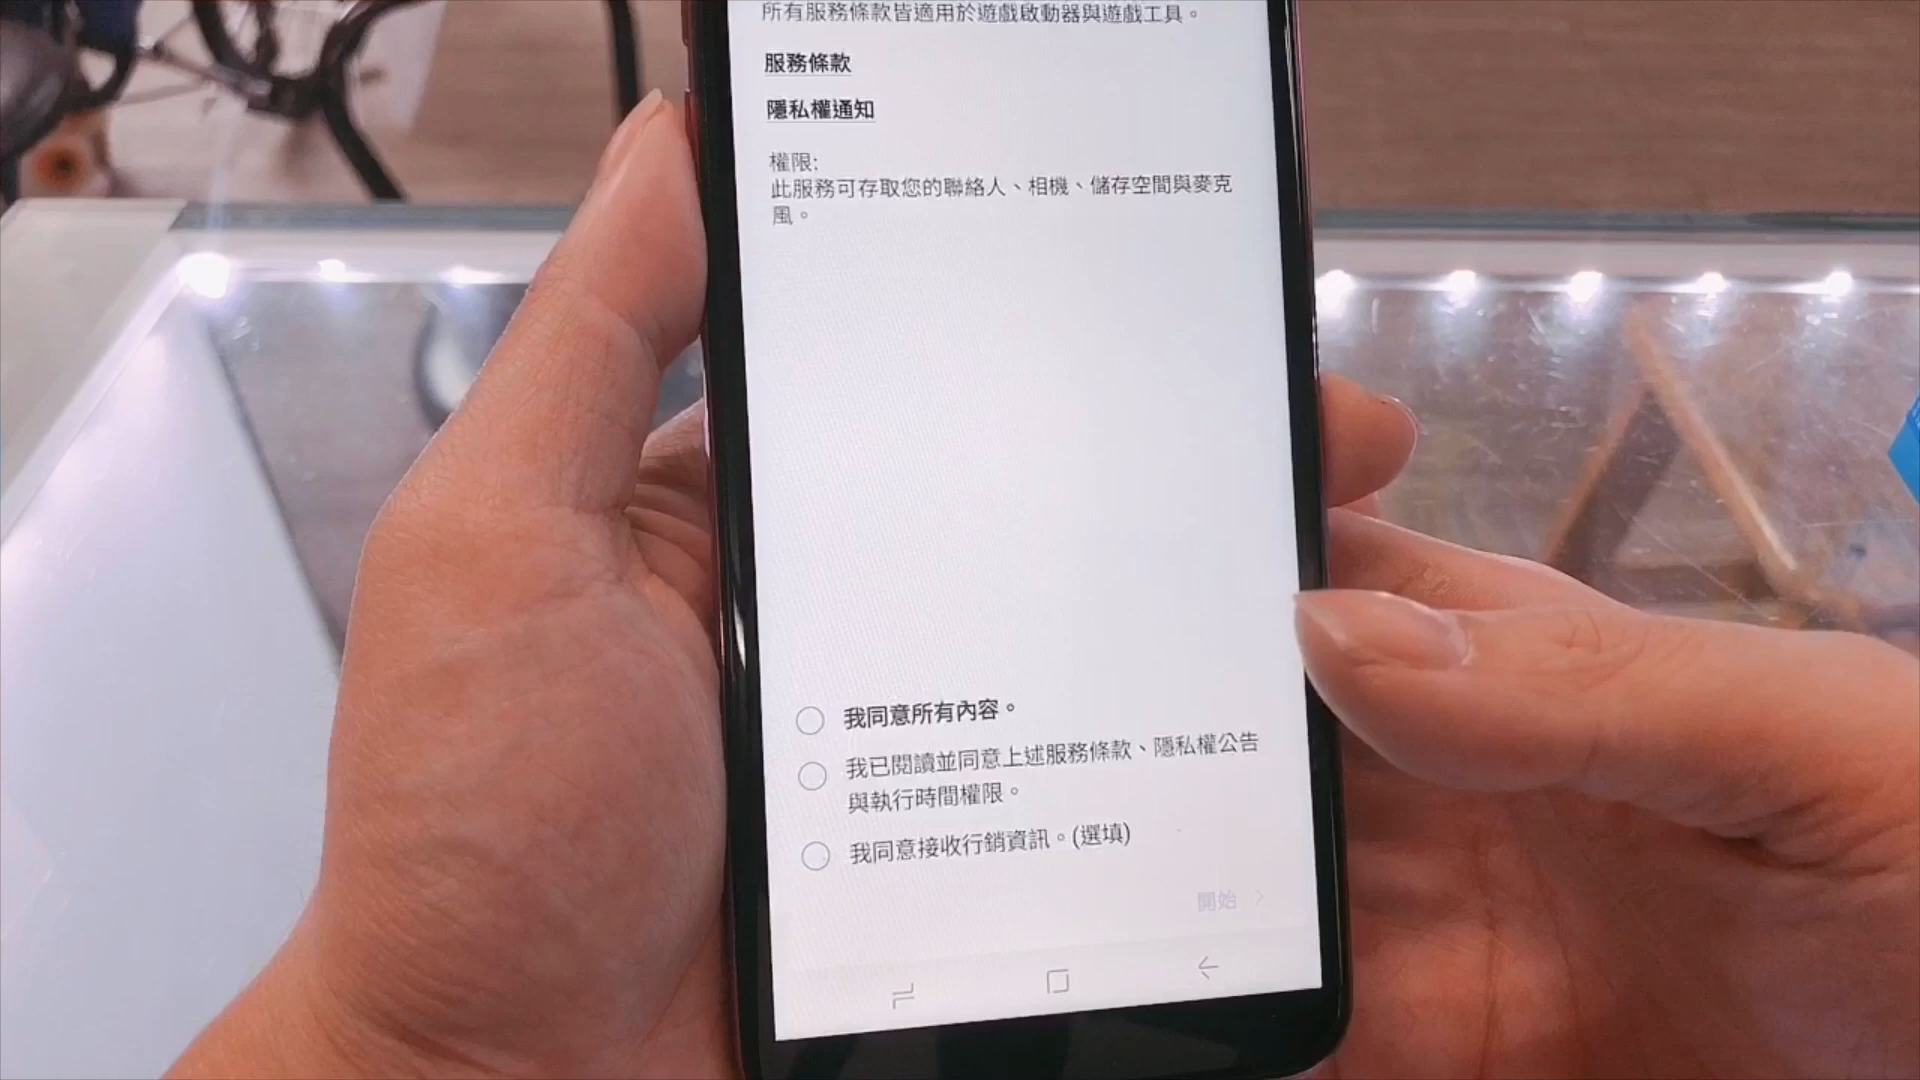 所有服務條款皆適用於遊戲啟動器與遊戲工具。
服務條款
隱私權通知
權限:
此服務可存取您的聯絡人、相機、儲存空間與麥克
風。
我同意所有內容。
我已閱讀並同意上述服務條款、隱私權公告
與執行時間權限。
我同意接收行銷資訊。(選填)
開始